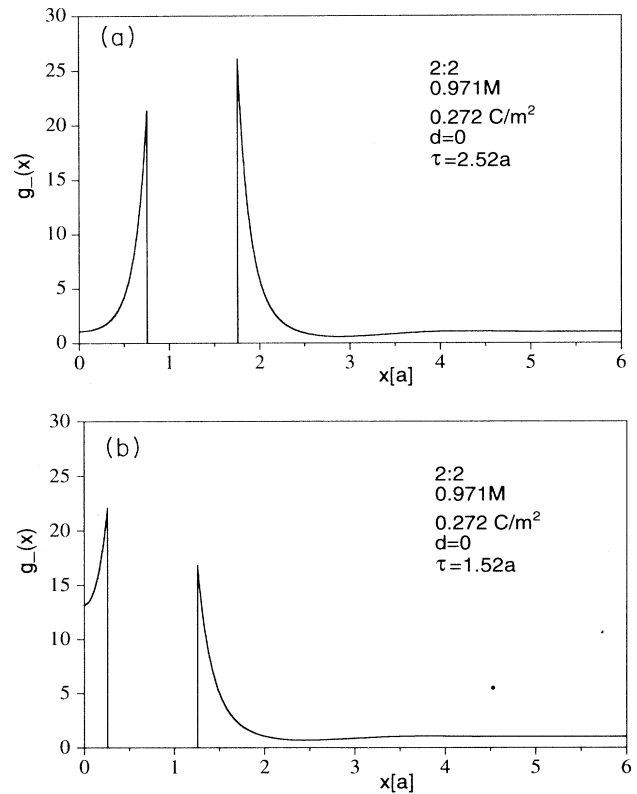 (a)
30
25
20
15
10
5
0
g_(x)
2:2
0.971M
0.272 C/m²
d=0
τ=2.52a
0 1 2 3 4 5 6
x[a]
(b)
30
25
20
15
10
5
0
g_(x)
2:2
0.971M
0.272 C/m²
d=0
τ=1.52a
0 1 2 3 4 5 6
x[a]